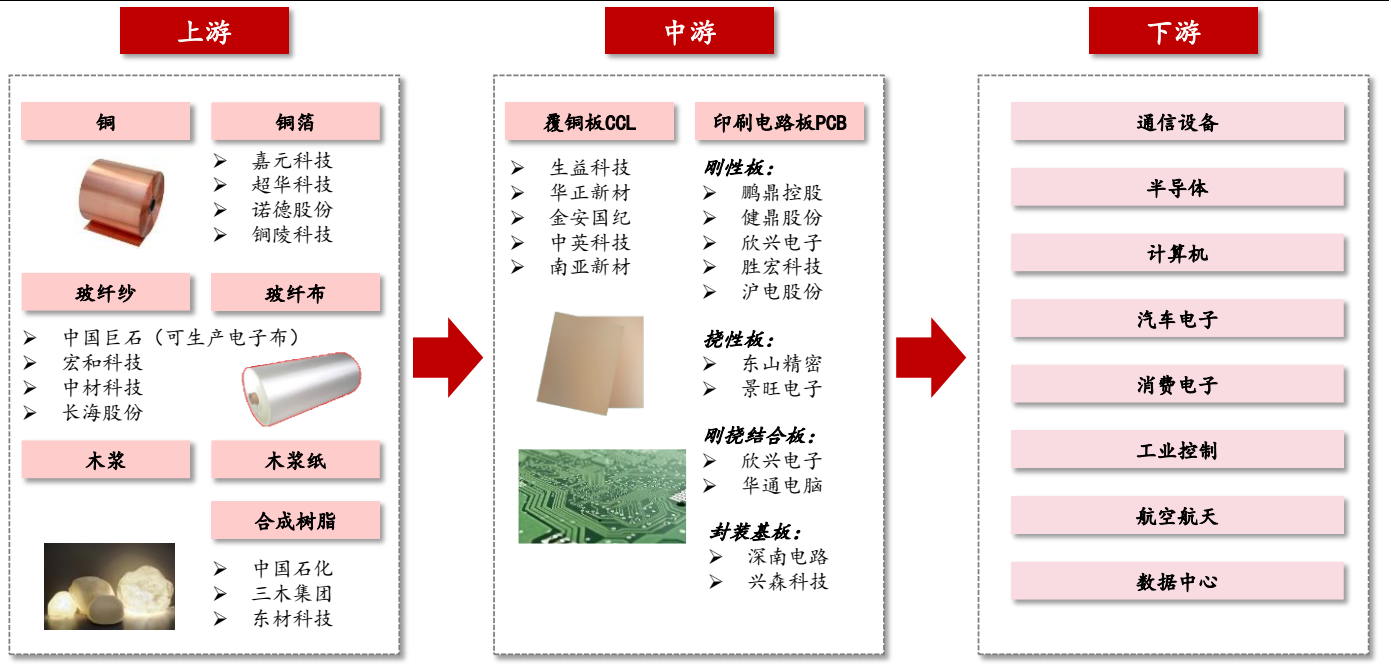 上游
铜
铜箔
嘉元科技
超华科技
诺德股份
铜陵科技
玻纤纱
玻纤布
中国巨石（可生产电子布）
宏和科技
中材科技
长海股份
木浆
木浆纸
合成树脂
中国石化
三木集团
东材科技
中游
覆铜板CCL
生益科技
华正新材
金安国纪
中英科技
南亚新材
印刷电路板PCB
刚性板：
鹏鼎控股
健鼎股份
欣兴电子
胜宏科技
沪电股份
挠性板：
东山精密
景旺电子
刚挠结合板：
欣兴电子
华通电脑
封装基板：
深南电路
兴森科技
下游
通信设备
半导体
计算机
汽车电子
消费电子
工业控制
航空航天
数据中心